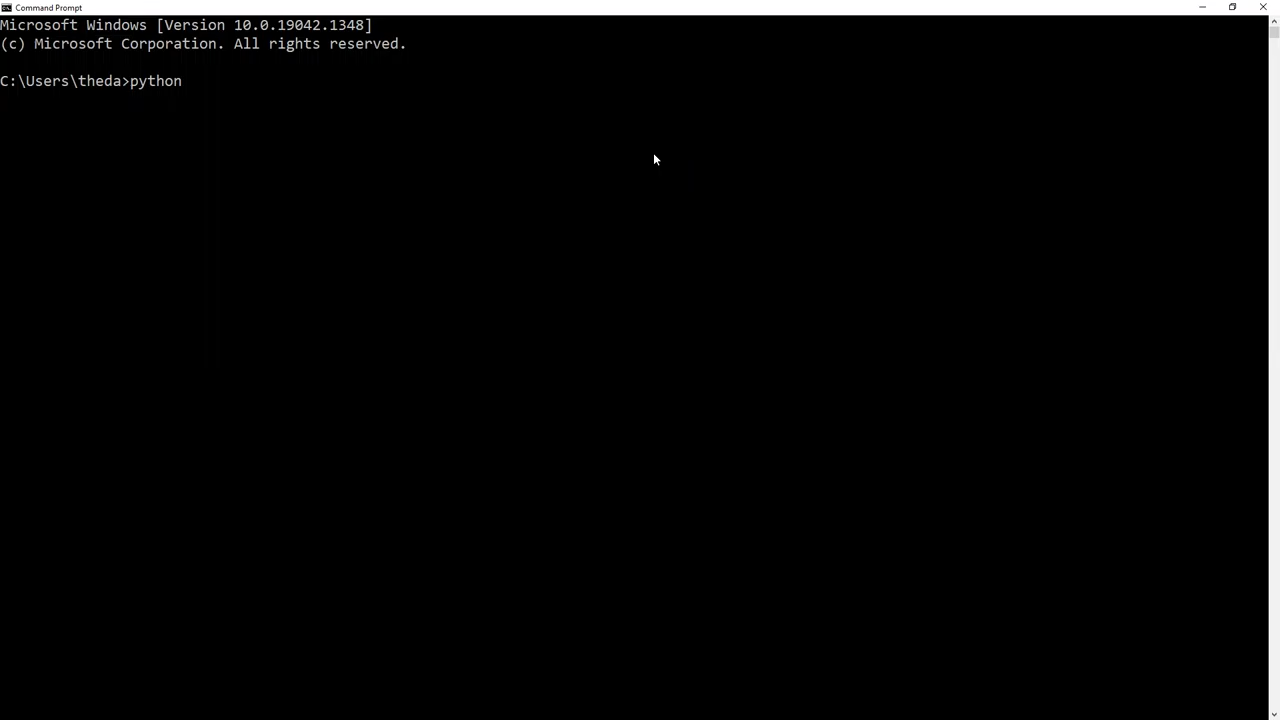 Command Prompt
Microsoft Windows [Version 10.0.19042.1348]
(c) Microsoft Corporation. All rights reserved.
C:\Users\theda>python